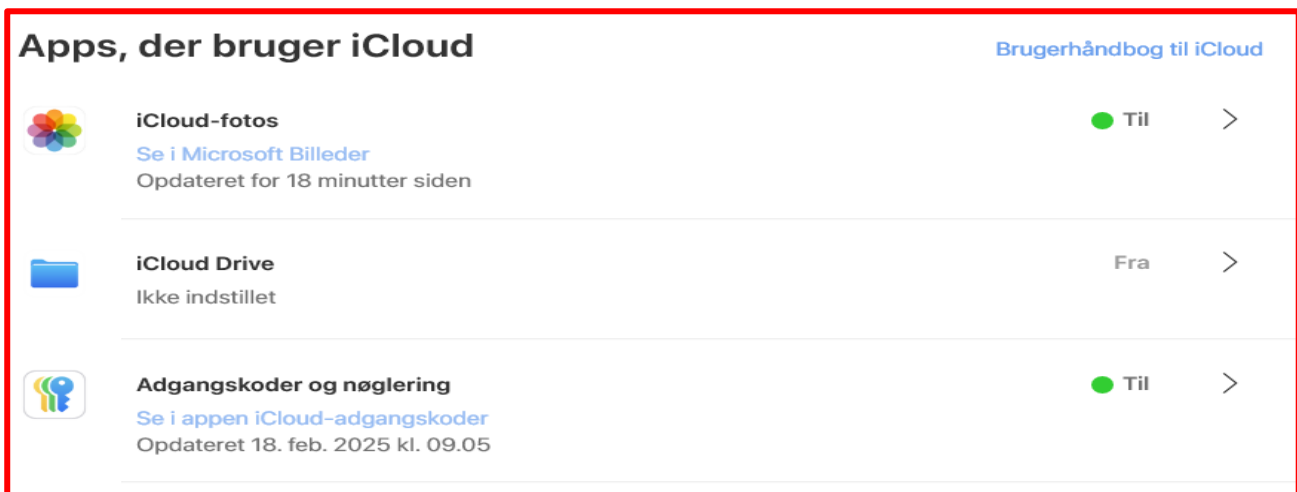 Apps, der bruger iCloud
Brugerhåndbog til iCloud
iCloud-fotos
Til
Se i Microsoft Billeder
Opdateret for 18 minutter siden
iCloud Drive
Fra
Ikke indstillet
Adgangskoder og nøglering
Til
Se i appen iCloud-adgangskoder
Opdateret 18. feb. 2025 kl. 09.05